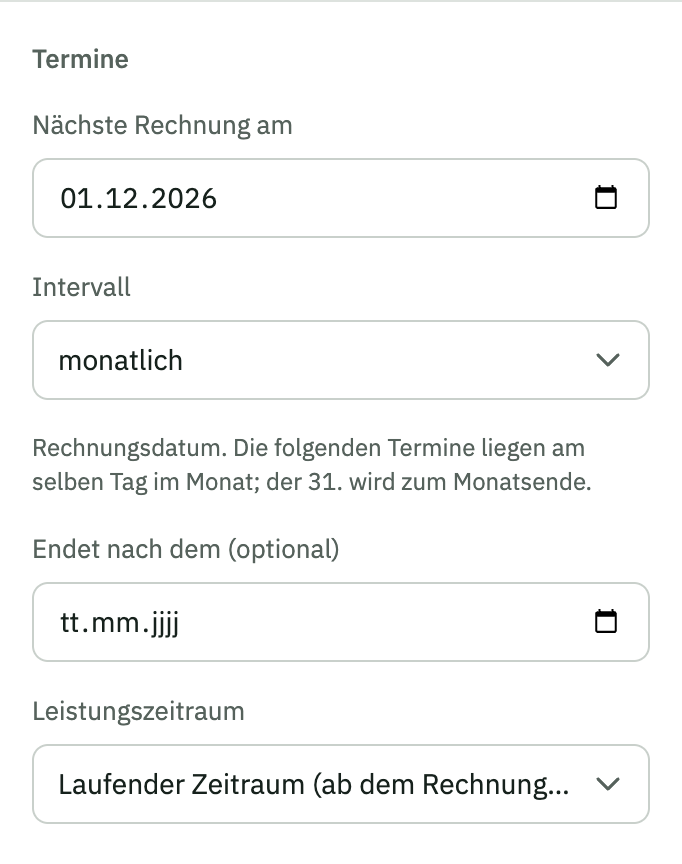 Termine
Nächste Rechnung am
01.12.2026
Intervall
monatlich
Rechnungsdatum. Die folgenden Termine liegen am
selben Tag im Monat; der 31. wird zum Monatsende.
Endet nach dem (optional)
tt.mm.jjjj
Leistungszeitraum
Laufender Zeitraum (ab dem Rechnung...